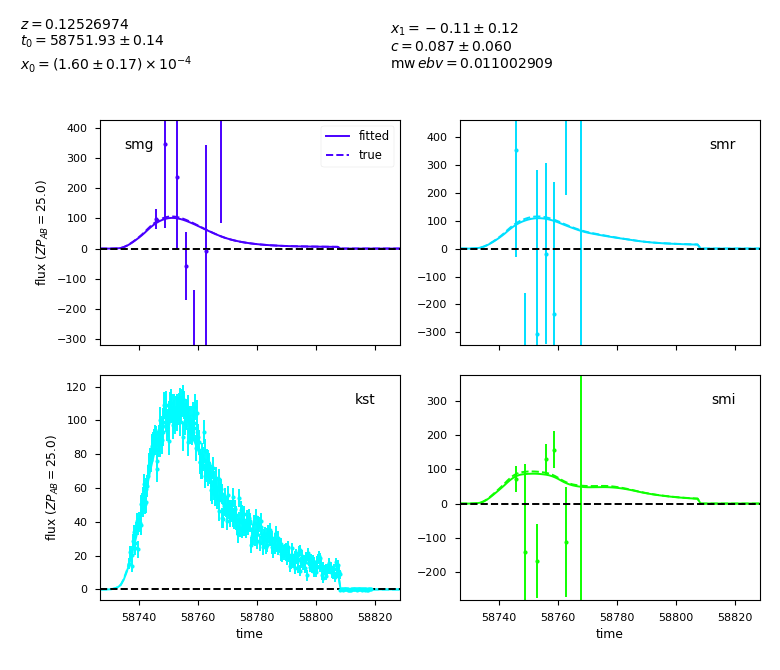 z = 0.12526974
t₀ = 58751.93 ± 0.14
x₀ = (1.60 ± 0.17) × 10⁻⁴
x₁ = −0.11 ± 0.12
c = 0.087 ± 0.060
mw ebv = 0.011002909
smg
fitted
true
400
300
200
100
0
−100
−200
−300
flux (ZP_AB = 25.0)
smr
400
300
200
100
0
−100
−200
−300
kst
120
100
80
60
40
20
0
flux (ZP_AB = 25.0)
58740 58760 58780 58800 58820
time
smi
300
200
100
0
−100
−200
58740 58760 58780 58800 58820
time